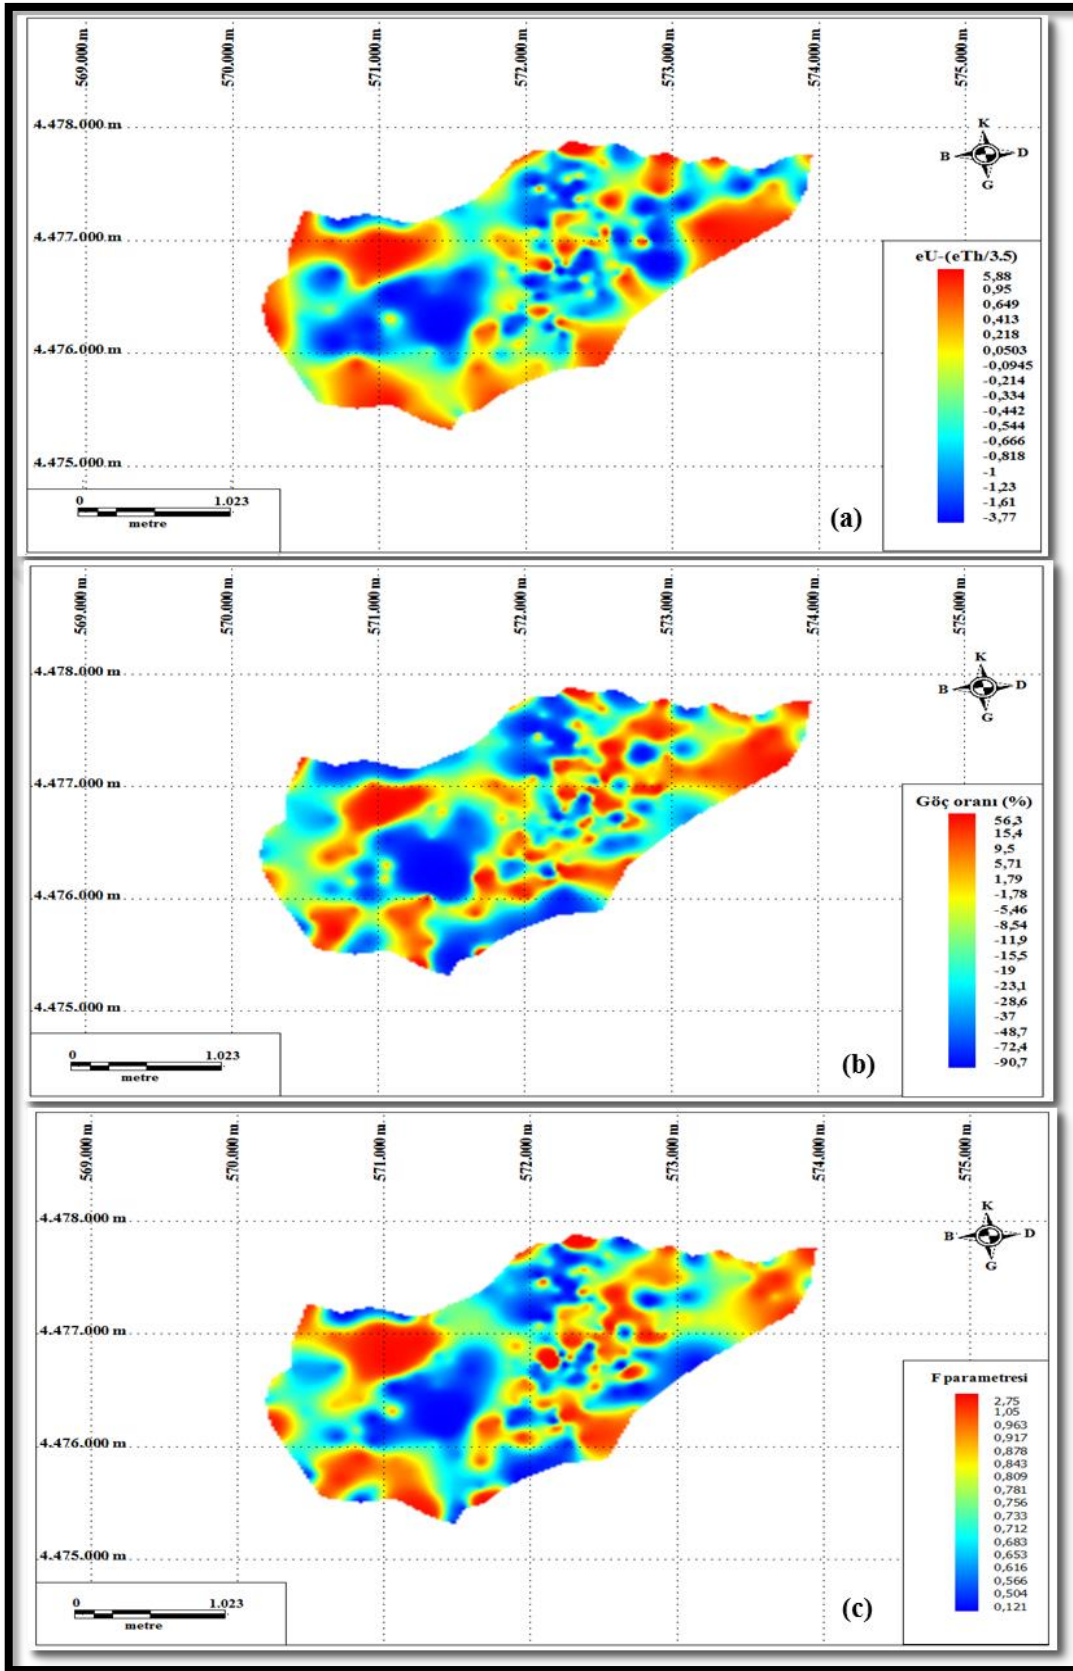 569.000 m
570.000 m
571.000 m
572.000 m
573.000 m
574.000 m
575.000 m
4.478.000 m
K
B D
G
4.477.000 m
eU-(eTh/3.5)
5,88
0,95
0,649
0,413
0,218
0,0503
-0,0945
-0,214
-0,334
-0,442
-0,544
-0,666
-0,818
-1
-1,23
-1,61
-3,77
4.476.000 m
4.475.000 m
0 1.023
metre
(a)
569.000 m
570.000 m
571.000 m
572.000 m
573.000 m
574.000 m
575.000 m
4.478.000 m
K
B D
G
4.477.000 m
Göç oranı (%)
56,3
15,4
9,5
5,71
1,79
-1,78
-5,46
-8,54
-11,9
-15,5
-19
-23,1
-28,6
-37
-48,7
-72,4
-90,7
4.476.000 m
4.475.000 m
0 1.023
metre
(b)
569.000 m
570.000 m
571.000 m
572.000 m
573.000 m
574.000 m
575.000 m
4.478.000 m
K
B D
G
4.477.000 m
F parametresi
2,75
1,05
0,963
0,917
0,878
0,843
0,809
0,781
0,756
0,733
0,712
0,683
0,653
0,616
0,566
0,504
0,121
4.476.000 m
4.475.000 m
0 1.023
metre
(c)